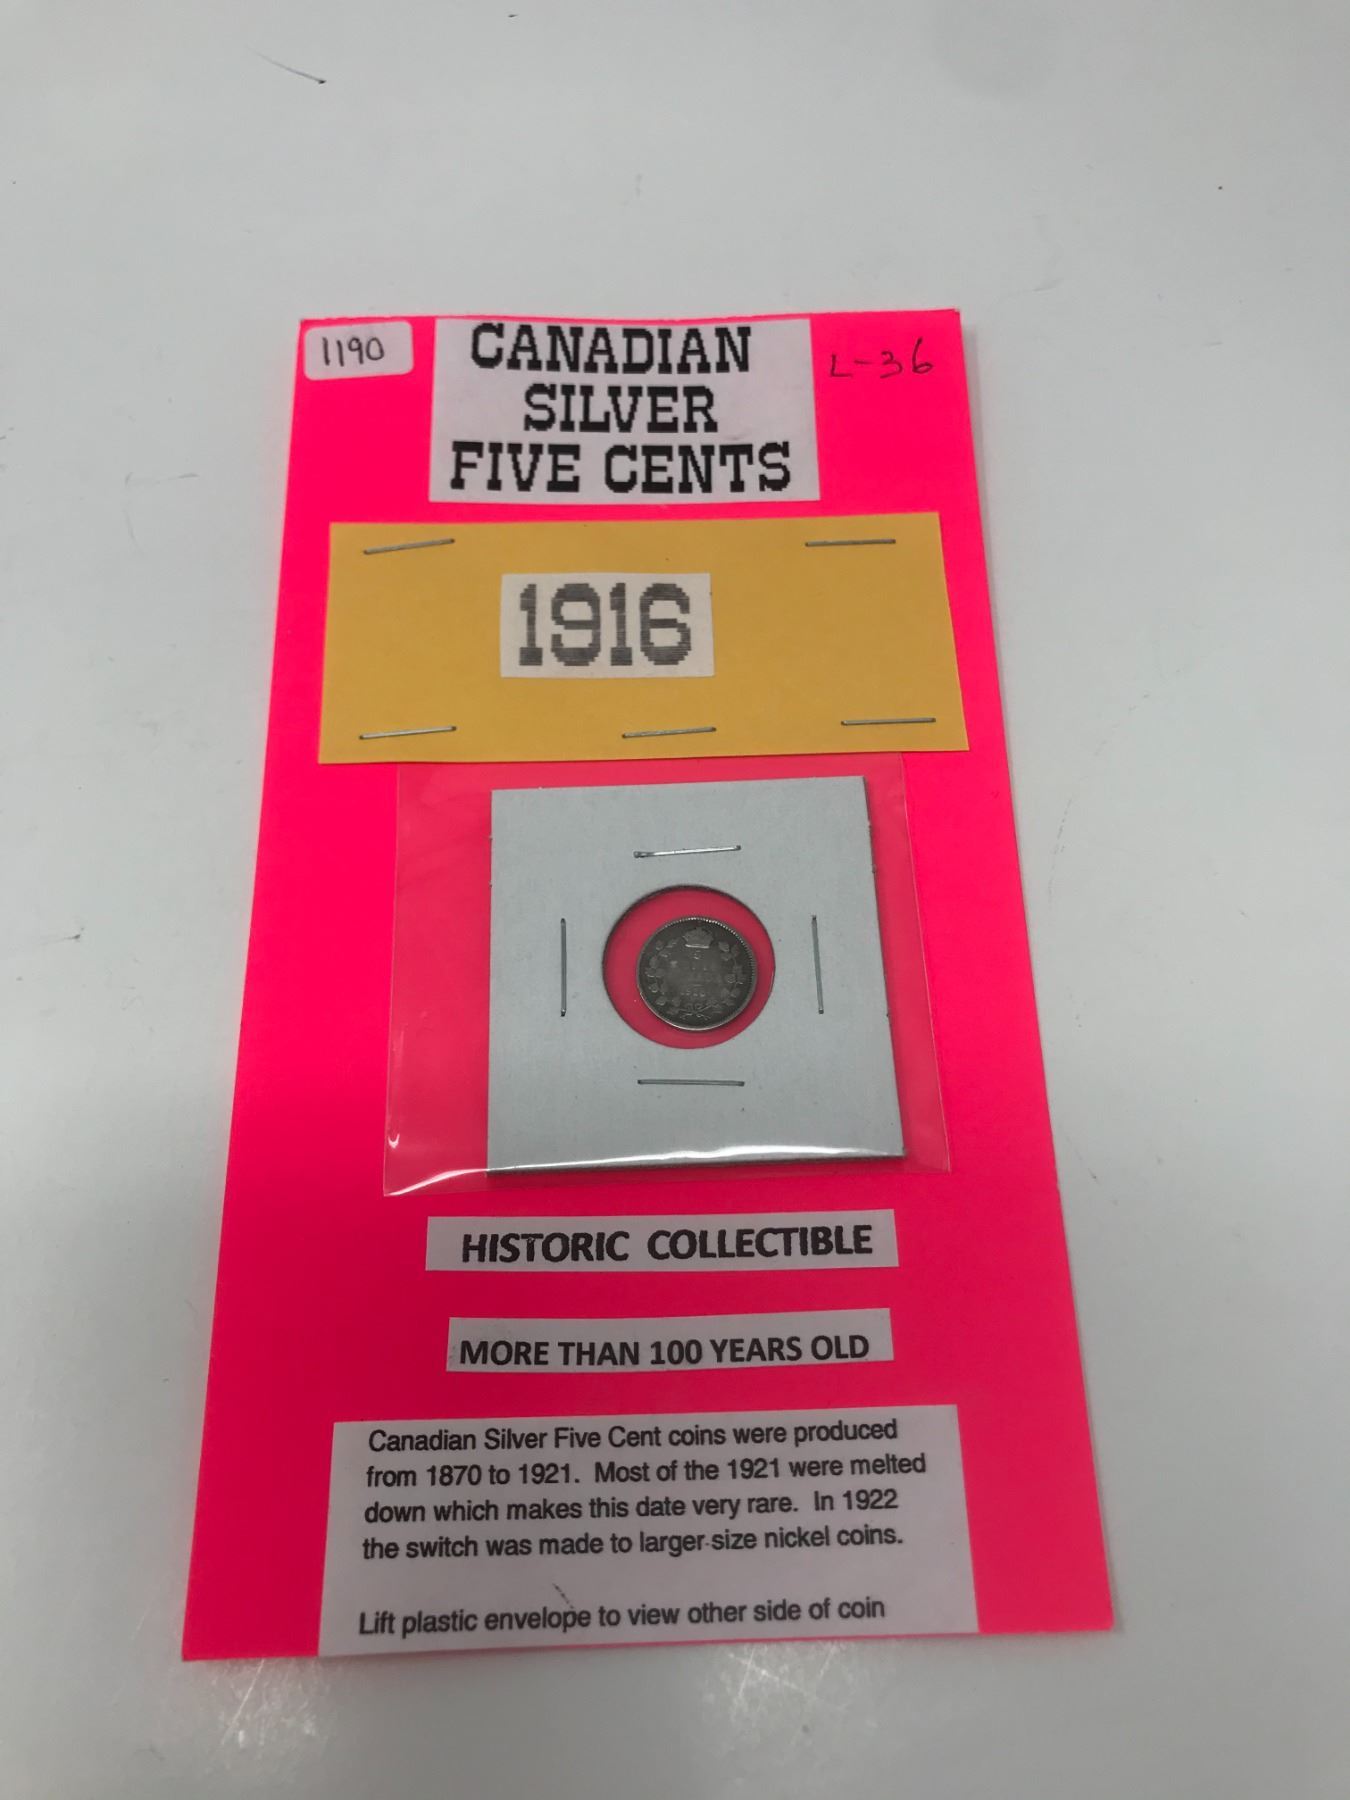 1190
CANADIAN
SILVER
FIVE CENTS
L-36
1916
5
HISTORIC COLLECTIBLE
MORE THAN 100 YEARS OLD
Canadian Silver Five Cent coins were produced
from 1870 to 1921. Most of the 1921 were melted
down which makes this date very rare. In 1922
the switch was made to larger size nickel coins.
Lift plastic envelope to view other side of coin